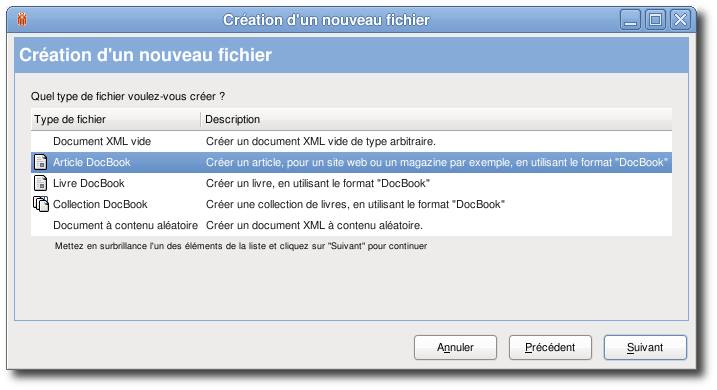 Création d'un nouveau fichier
Création d'un nouveau fichier
Quel type de fichier voulez-vous créer ?
Type de fichier Description
Document XML vide Créer un document XML vide de type arbitraire.
Article DocBook Créer un article, pour un site web ou un magazine par exemple, en utilisant le format "DocBook"
Livre DocBook Créer un livre, en utilisant le format "DocBook"
Collection DocBook Créer une collection de livres, en utilisant le format "DocBook"
Document à contenu aléatoire Créer un document XML à contenu aléatoire.
Mettez en surbrillance l'un des éléments de la liste et cliquez sur "Suivant" pour continuer
Annuler Précédent Suivant